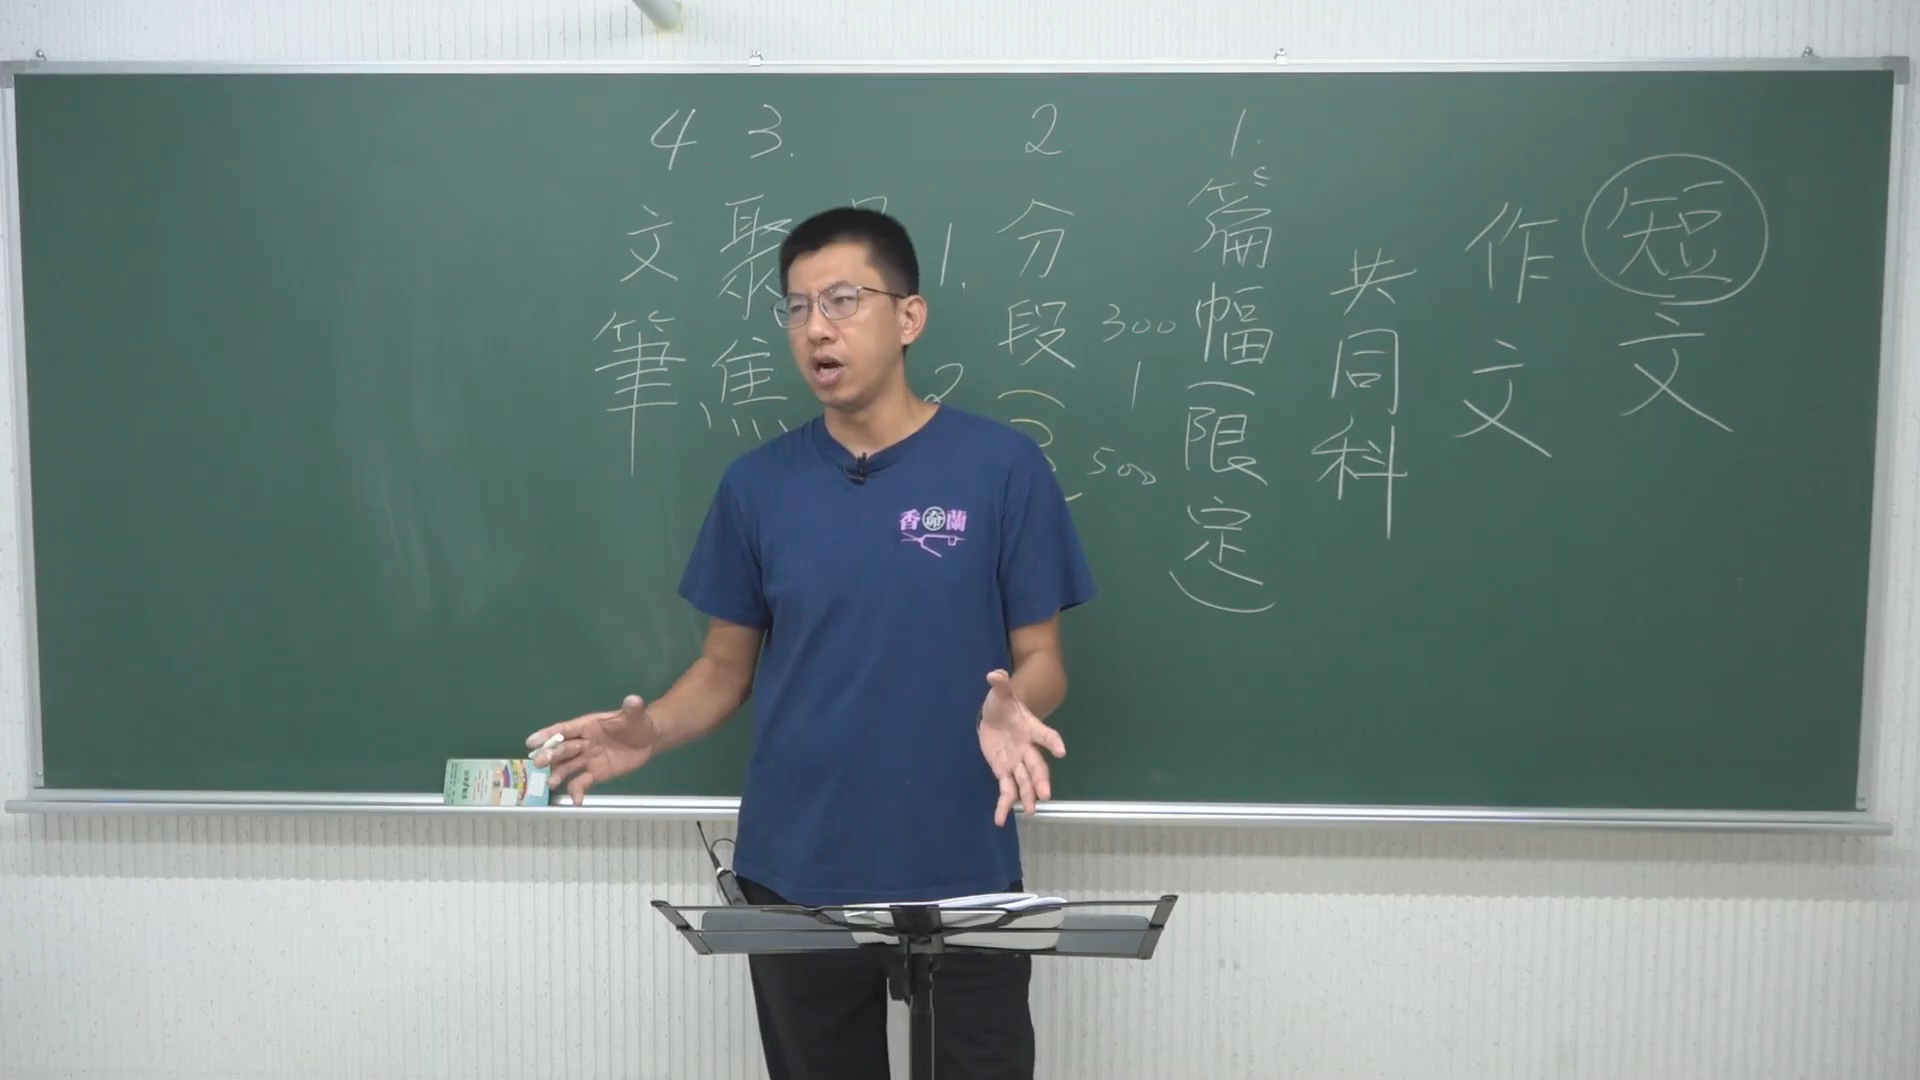 短文
作文
共同科
1. 篇幅(限定)
300
1
500
2. 分段(
1.
2
3. 聚焦
4 文筆
香蘭